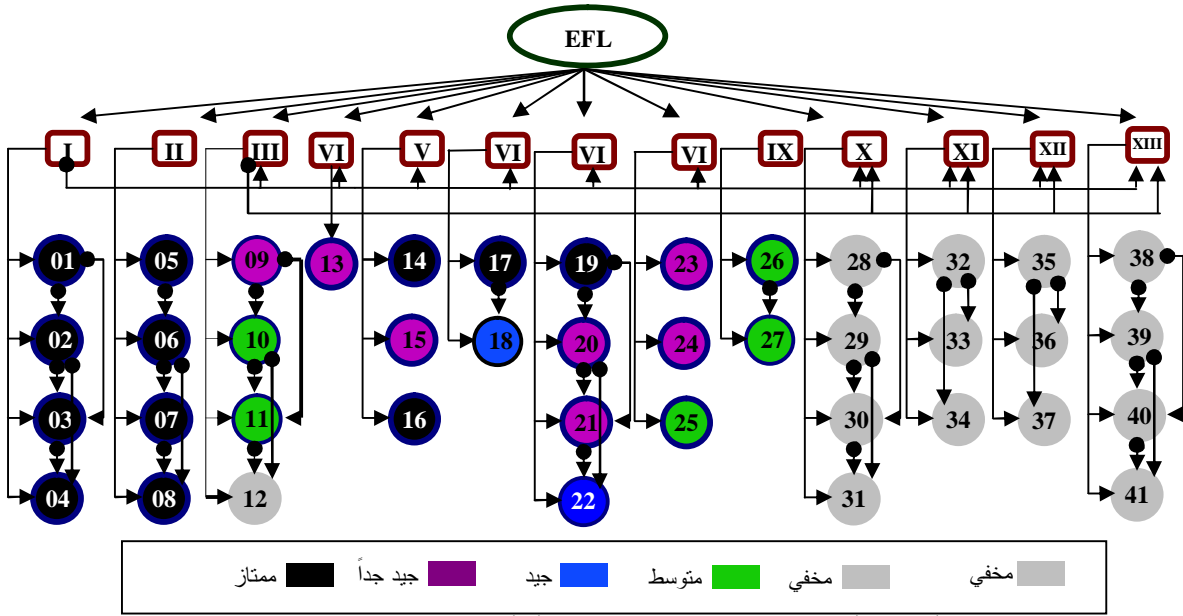 EFL
I II III VI V VI VI VI IX X XI XII XIII
01 05 09 13 14 17 19 23 26 28 32 35 38
02 06 10 15 18 20 24 27 29 33 36 39
03 07 11 16 21 25 30 34 37 40
04 08 12 22 31 41
ممتاز جيد جداً جيد متوسط مخفي مخفي